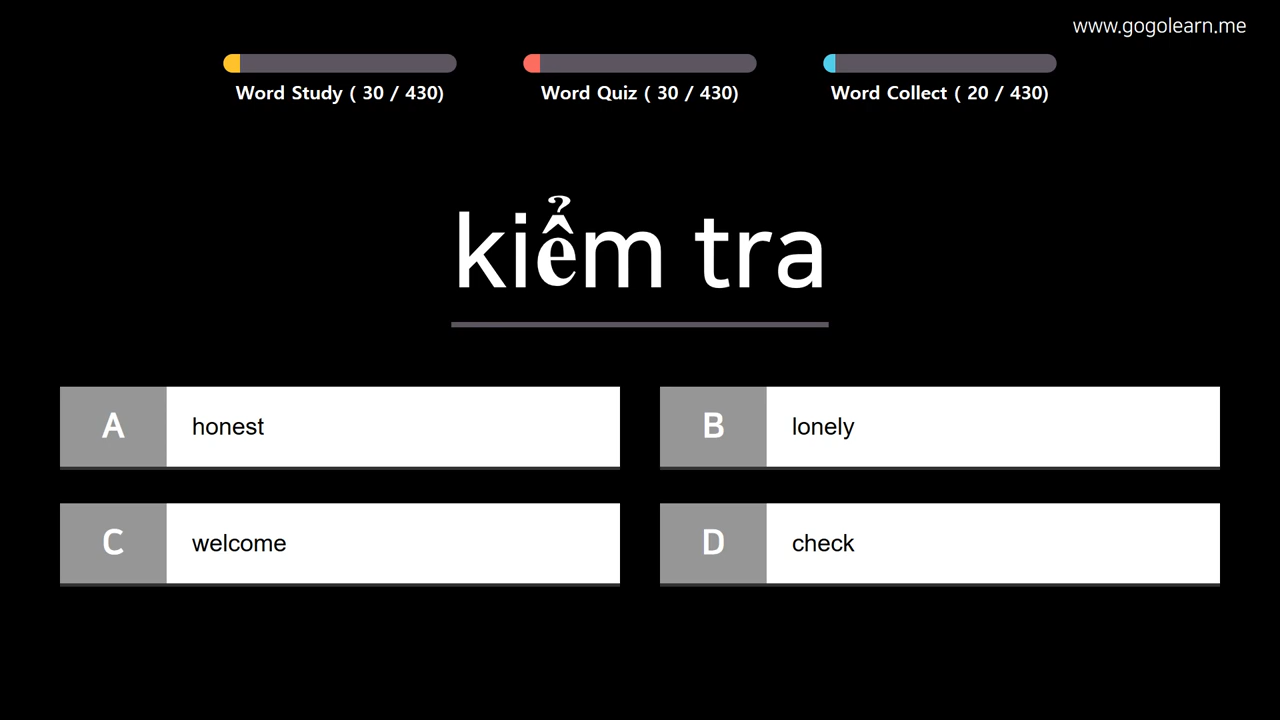 www.gogolearn.me
Word Study ( 30 / 430)
Word Quiz ( 30 / 430)
Word Collect ( 20 / 430)
kiểm tra
A honest
B lonely
C welcome
D check